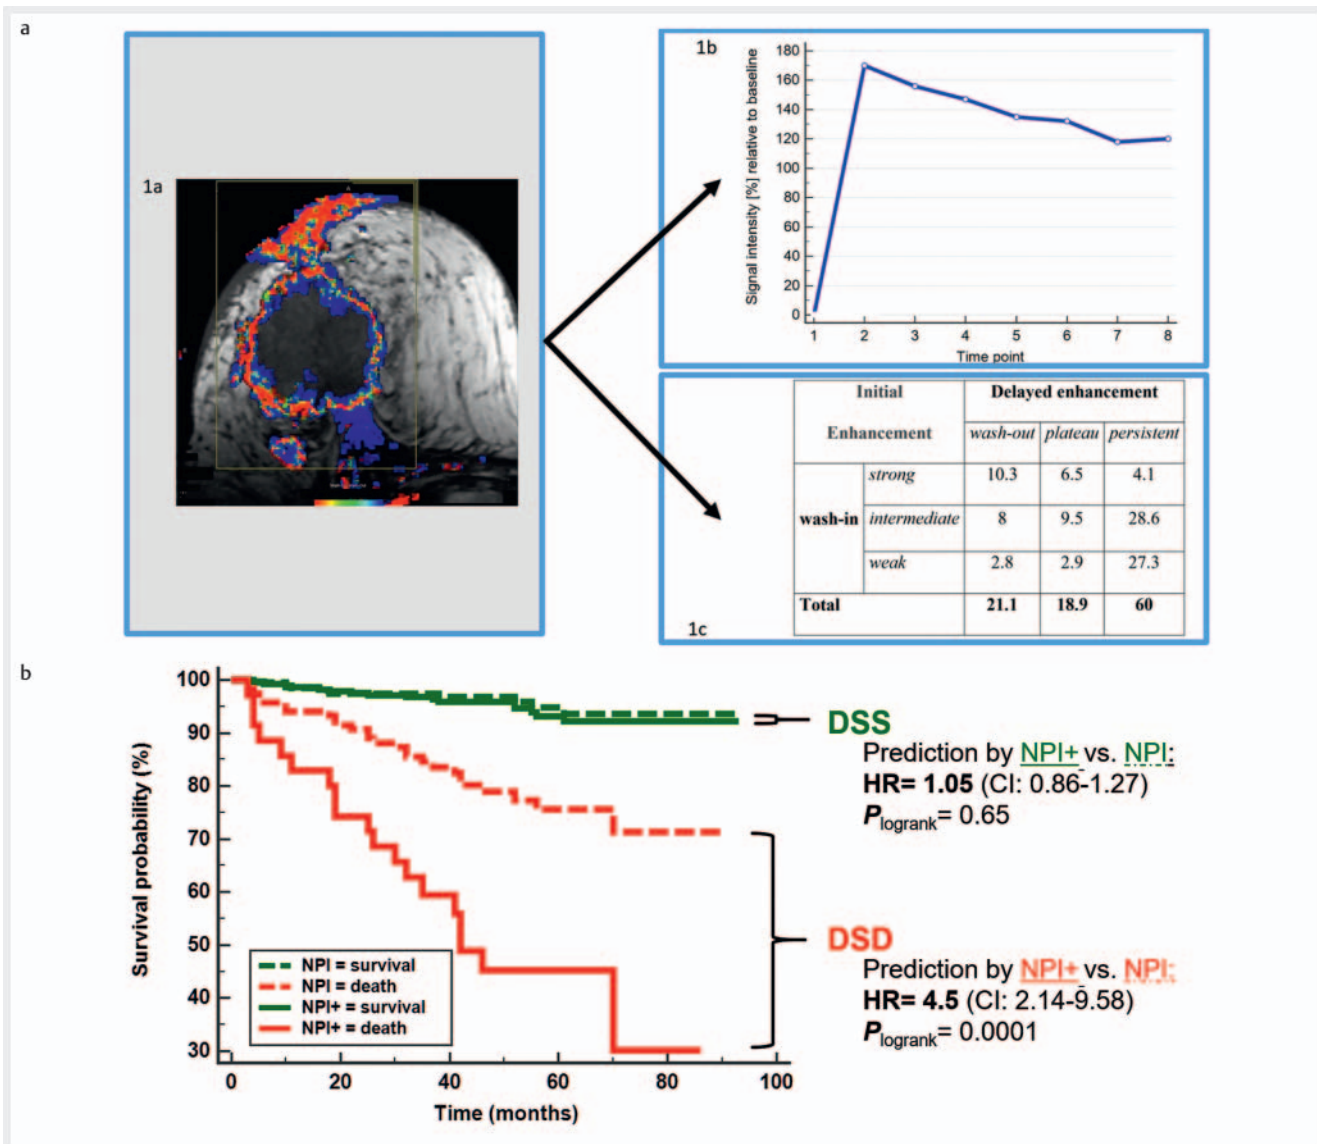 a
1a
1b
Signal intensity [%] relative to baseline
180
160
140
120
100
80
60
40
20
0
1 2 3 4 5 6 7 8
Time point
Initial Enhancement Delayed enhancement
wash-out plateau persistent
wash-in strong 10.3 6.5 4.1
intermediate 8 9.5 28.6
weak 2.8 2.9 27.3
Total 21.1 18.9 60
1c
b
Survival probability (%)
100
90
80
70
60
50
40
30
0 20 40 60 80 100
Time (months)
NPI = survival
NPI = death
NPI+ = survival
NPI+ = death
DSS
Prediction by NPI+ vs. NPI:
HR= 1.05 (CI: 0.86-1.27)
Plogrank= 0.65
DSD
Prediction by NPI+ vs. NPI:
HR= 4.5 (CI: 2.14-9.58)
Plogrank= 0.0001